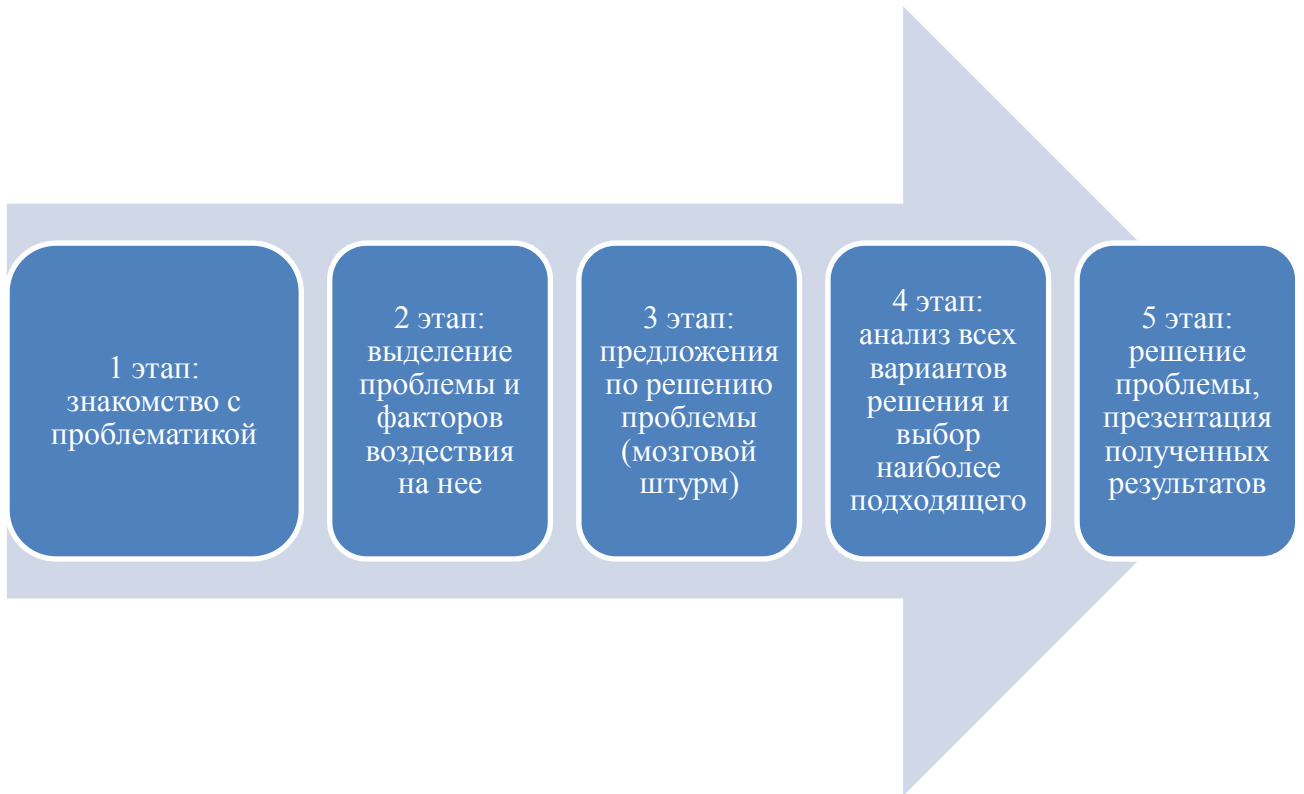 1 этап:
знакомство с
проблематикой
2 этап:
выделение
проблемы и
факторов
воздествия
на нее
3 этап:
предложения
по решению
проблемы
(мозговой
штурм)
4 этап:
анализ всех
вариантов
решения и
выбор
наиболее
подходящего
5 этап:
решение
проблемы,
презентация
полученных
результатов